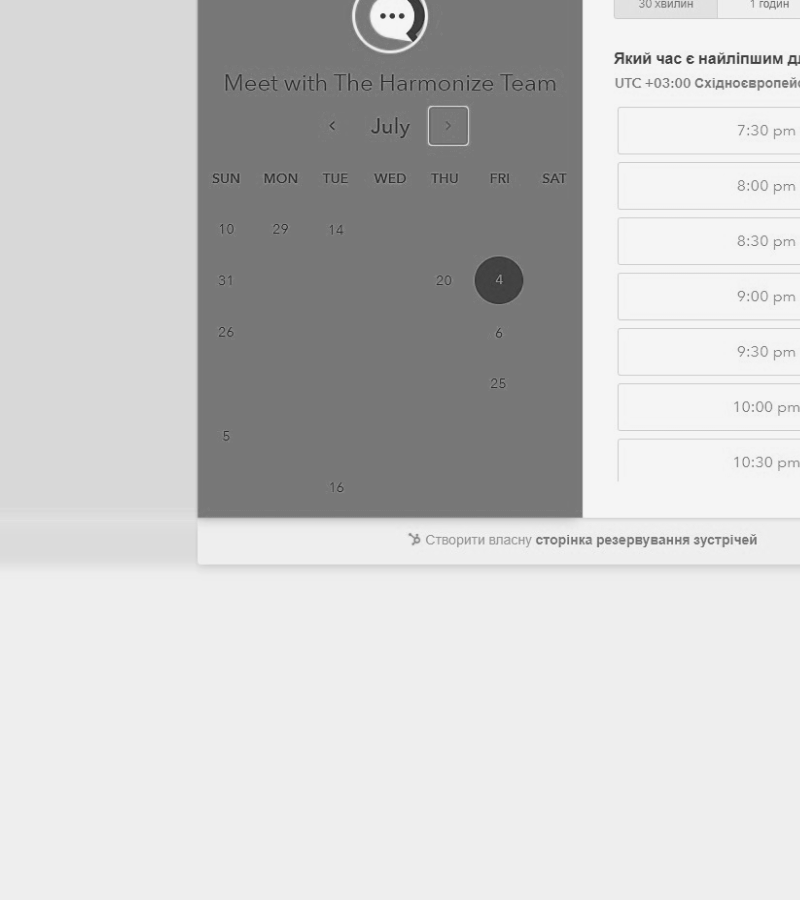 30 хвилин
1 годин
Meet with The Harmonize Team
July
SUN MON TUE WED THU FRI SAT
10 29 14
31 20 4
26 6
25
5
16
Який час є найліпшим д
UTC +03:00 Східноєвропей
7:30 pm
8:00 pm
8:30 pm
9:00 pm
9:30 pm
10:00 pm
10:30 pm
Створити власну сторінка резервування зустрічей